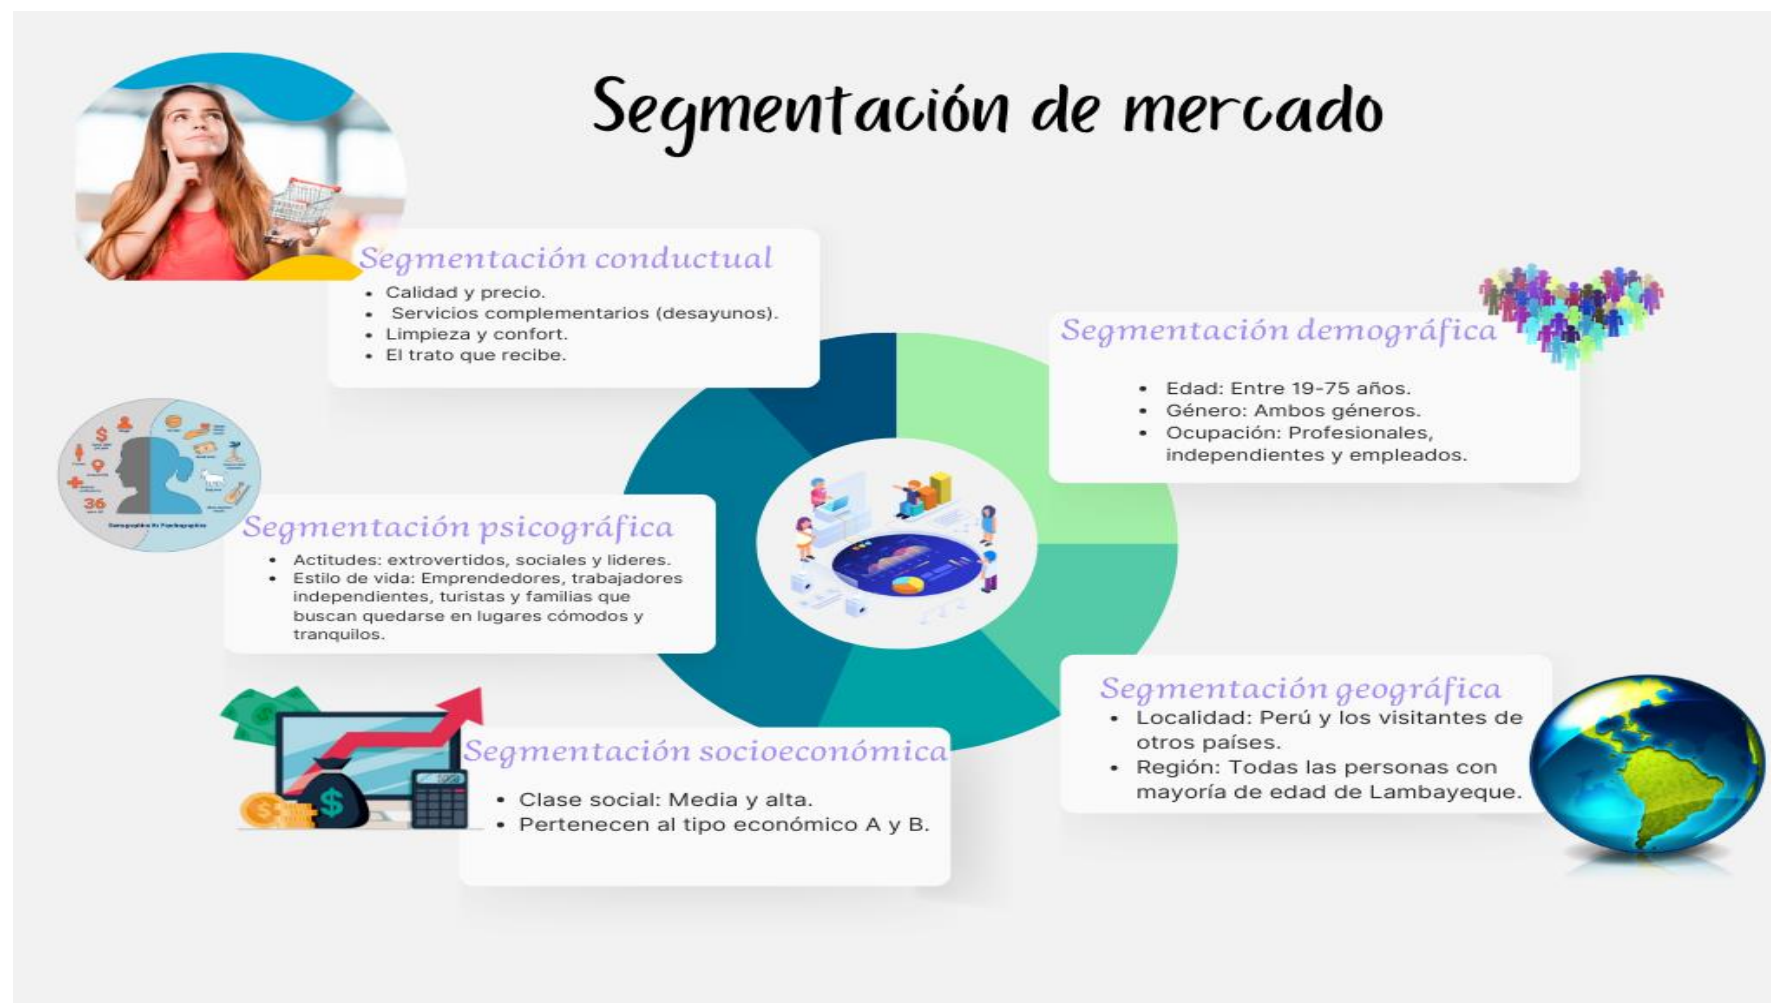 Segmentación de mercado
Segmentación conductual
• Calidad y precio.
• Servicios complementarios (desayunos).
• Limpieza y confort.
• El trato que recibe.
Segmentación demográfica
• Edad: Entre 19-75 años.
• Género: Ambos géneros.
• Ocupación: Profesionales,
independientes y empleados.
36
Segmentación psicográfica
• Actitudes: extrovertidos, sociales y lideres.
• Estilo de vida: Emprendedores, trabajadores
independientes, turistas y familias que
buscan quedarse en lugares cómodos y
tranquilos.
Segmentación geográfica
• Localidad: Perú y los visitantes de
otros países.
• Región: Todas las personas con
mayoría de edad de Lambayeque.
Segmentación socioeconómica
• Clase social: Media y alta.
• Pertenecen al tipo económico A y B.